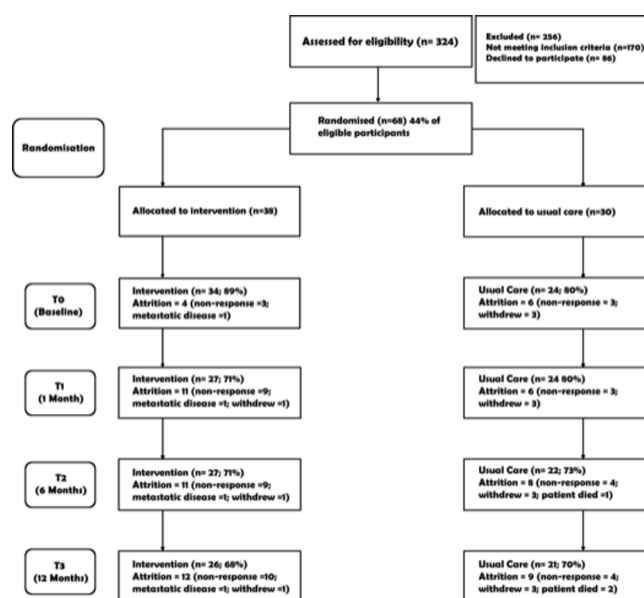 Assessed for eligibility (n= 324)
Excluded (n= 256)
Not meeting inclusion criteria (n=170)
Declined to participate (n= 86)
Randomised (n=68) 44% of
eligible participants
Randomisation
Allocated to intervention (n=38)
Allocated to usual care (n=30)
T0
(Baseline)
Intervention (n= 34; 89%)
Attrition = 4 (non-response =3;
metastatic disease =1)
Usual Care (n= 24; 80%)
Attrition = 6 (non-response = 3;
withdrew = 3)
T1
(1 Month)
Intervention (n= 27; 71%)
Attrition = 11 (non-response =9;
metastatic disease =1; withdrew =1)
Usual Care (n= 24 80%)
Attrition = 6 (non-response = 3;
withdrew = 3)
T2
(6 Months)
Intervention (n= 27; 71%)
Attrition = 11 (non-response =9;
metastatic disease =1; withdrew =1)
Usual Care (n= 22; 73%)
Attrition = 8 (non-response = 4;
withdrew = 3; patient died =1)
T3
(12 Months)
Intervention (n= 26; 68%)
Attrition = 12 (non-response =10;
metastatic disease =1; withdrew =1)
Usual Care (n= 21; 70%)
Attrition = 9 (non-response = 4;
withdrew = 3; patient died = 2)